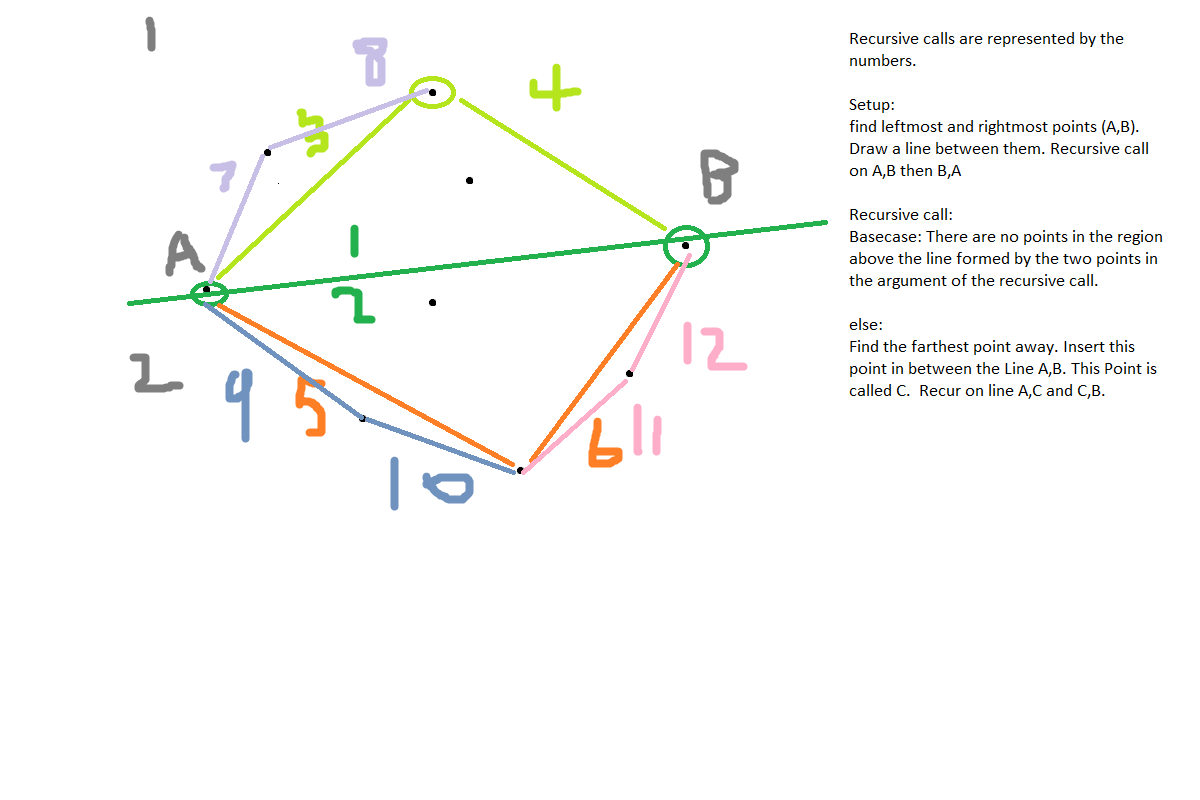 1
8
4
3
7
B
A
1
2
2
9
5
12
6
11
10
Recursive calls are represented by the
numbers.
Setup:
find leftmost and rightmost points (A,B).
Draw a line between them. Recursive call
on A,B then B,A
Recursive call:
Basecase: There are no points in the region
above the line formed by the two points in
the argument of the recursive call.
else:
Find the farthest point away. Insert this
point in between the Line A,B. This Point is
called C.  Recur on line A,C and C,B.